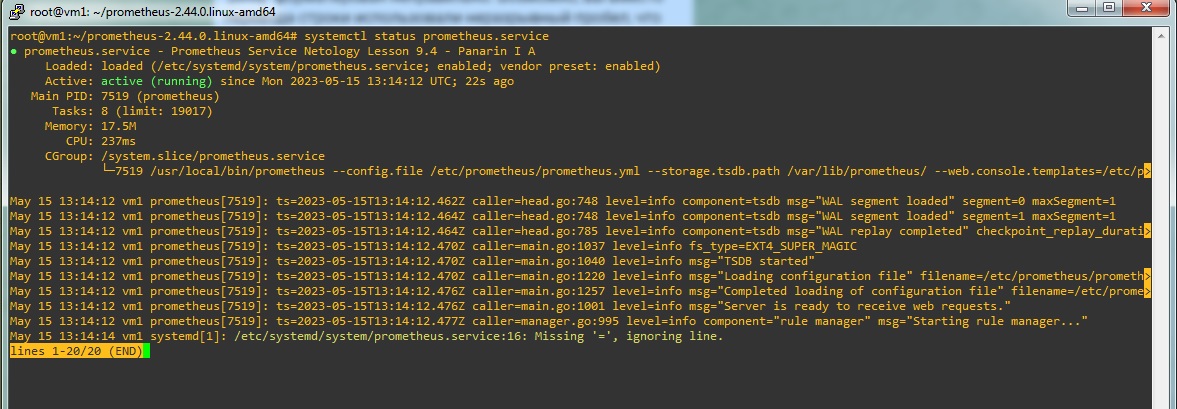 root@vm1: ~/prometheus-2.44.0.linux-amd64
root@vm1:~/prometheus-2.44.0.linux-amd64# systemctl status prometheus.service
● prometheus.service - Prometheus Service Netology Lesson 9.4 - Panarin I A
Loaded: loaded (/etc/systemd/system/prometheus.service; enabled; vendor preset: enabled)
Active: active (running) since Mon 2023-05-15 13:14:12 UTC; 22s ago
Main PID: 7519 (prometheus)
Tasks: 8 (limit: 19017)
Memory: 17.5M
CPU: 237ms
CGroup: /system.slice/prometheus.service
└─7519 /usr/local/bin/prometheus --config.file /etc/prometheus/prometheus.yml --storage.tsdb.path /var/lib/prometheus/ --web.console.templates=/etc/p>
May 15 13:14:12 vm1 prometheus[7519]: ts=2023-05-15T13:14:12.462Z caller=head.go:748 level=info component=tsdb msg="WAL segment loaded" segment=0 maxSegment=1
May 15 13:14:12 vm1 prometheus[7519]: ts=2023-05-15T13:14:12.464Z caller=head.go:748 level=info component=tsdb msg="WAL segment loaded" segment=1 maxSegment=1
May 15 13:14:12 vm1 prometheus[7519]: ts=2023-05-15T13:14:12.464Z caller=head.go:785 level=info component=tsdb msg="WAL replay completed" checkpoint_replay_durati>
May 15 13:14:12 vm1 prometheus[7519]: ts=2023-05-15T13:14:12.470Z caller=main.go:1037 level=info fs_type=EXT4_SUPER_MAGIC
May 15 13:14:12 vm1 prometheus[7519]: ts=2023-05-15T13:14:12.470Z caller=main.go:1040 level=info msg="TSDB started"
May 15 13:14:12 vm1 prometheus[7519]: ts=2023-05-15T13:14:12.470Z caller=main.go:1220 level=info msg="Loading configuration file" filename=/etc/prometheus/prometh>
May 15 13:14:12 vm1 prometheus[7519]: ts=2023-05-15T13:14:12.476Z caller=main.go:1257 level=info msg="Completed loading of configuration file" filename=/etc/prome>
May 15 13:14:12 vm1 prometheus[7519]: ts=2023-05-15T13:14:12.476Z caller=main.go:1001 level=info msg="Server is ready to receive web requests."
May 15 13:14:12 vm1 prometheus[7519]: ts=2023-05-15T13:14:12.477Z caller=manager.go:995 level=info component="rule manager" msg="Starting rule manager..."
May 15 13:14:14 vm1 systemd[1]: /etc/systemd/system/prometheus.service:16: Missing '=', ignoring line.
lines 1-20/20 (END)